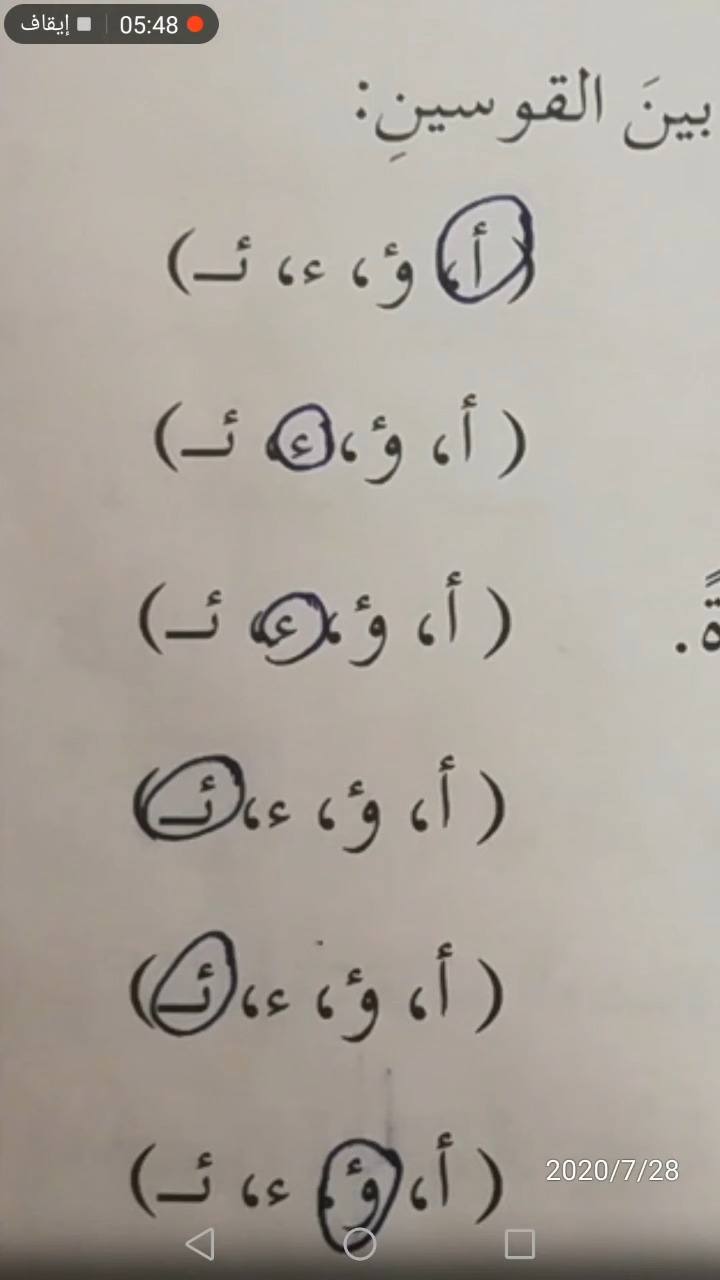 05:48 إيقاف
بينَ القوسينِ:
(أ، ؤ، ء، ئـ)
( أ، ؤ، ء، ئـ)
( أ، ؤ، ء، ئـ)
ةً.
( أ، ؤ، ء، ئـ)
( أ، ؤ، ء، ئـ)
( أ، ؤ، ء، ئـ)
2020/7/28